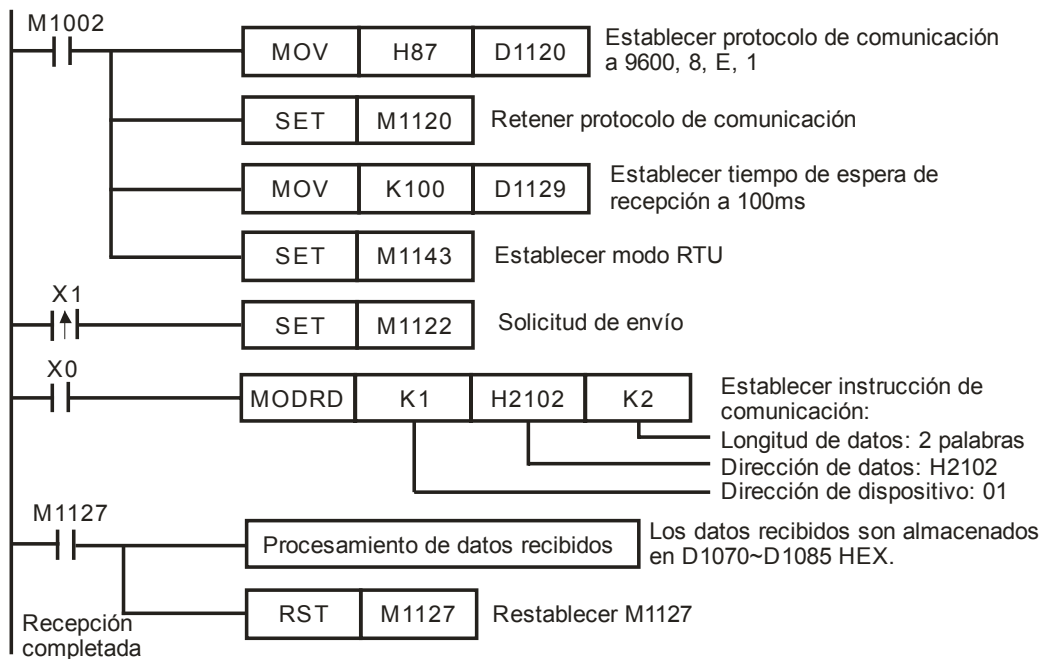 M1002
MOV H87 D1120
Establecer protocolo de comunicación
a 9600, 8, E, 1
SET M1120
Retener protocolo de comunicación
MOV K100 D1129
Establecer tiempo de espera de
recepción a 100ms
SET M1143
Establecer modo RTU
X1
SET M1122
Solicitud de envío
X0
MODRD K1 H2102 K2
Establecer instrucción de
comunicación:
Longitud de datos: 2 palabras
Dirección de datos: H2102
Dirección de dispositivo: 01
M1127
Procesamiento de datos recibidos
Los datos recibidos son almacenados
en D1070~D1085 HEX.
RST M1127
Restablecer M1127
Recepción
completada